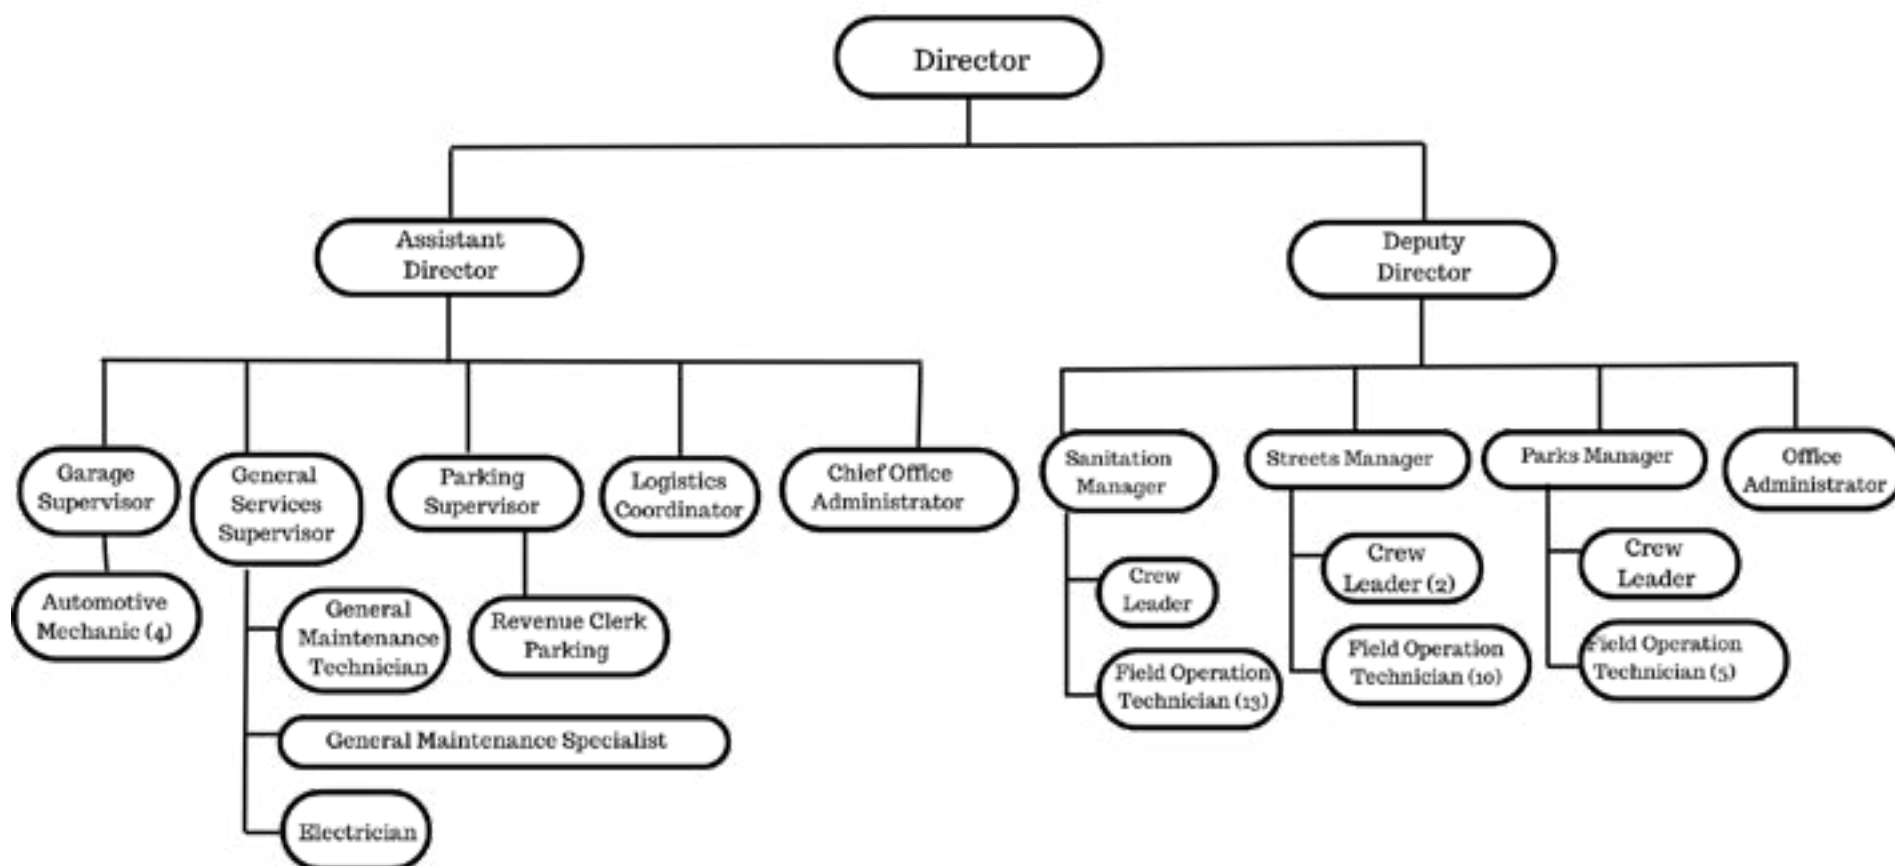 Director
Assistant
Director
Deputy
Director
Garage
Supervisor
General
Services
Supervisor
Parking
Supervisor
Logistics
Coordinator
Chief Office
Administrator
Sanitation
Manager
Streets Manager
Parks Manager
Office
Administrator
Automotive
Mechanic (4)
General
Maintenance
Technician
General Maintenance Specialist
Electrician
Revenue Clerk
Parking
Crew
Leader
Field Operation
Technician (13)
Crew
Leader (2)
Field Operation
Technician (10)
Crew
Leader
Field Operation
Technician (5)